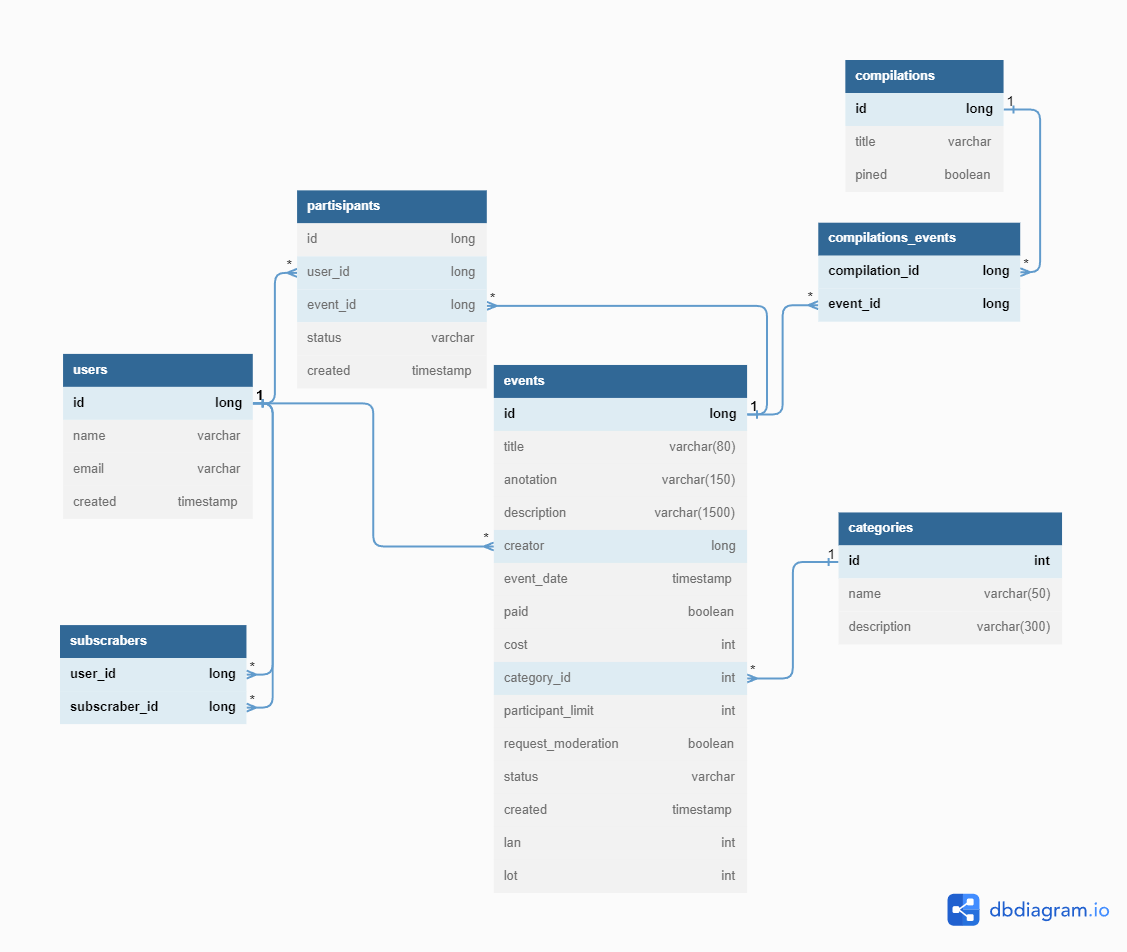 compilations
1
id long
title varchar
pined boolean
partisipants
id long
* user_id long
event_id long *
status varchar
created timestamp
compilations_events
compilation_id long *
* event_id long
users
id long 1
name varchar
email varchar
created timestamp
events
id long 1
title varchar(80)
anotation varchar(150)
description varchar(1500)
* creator long
event_date timestamp
paid boolean
cost int
category_id int *
participant_limit int
request_moderation boolean
status varchar
created timestamp
lan int
lot int
categories
1 id int
name varchar(50)
description varchar(300)
subscrabers
user_id long *
subscraber_id long *
dbdiagram.io